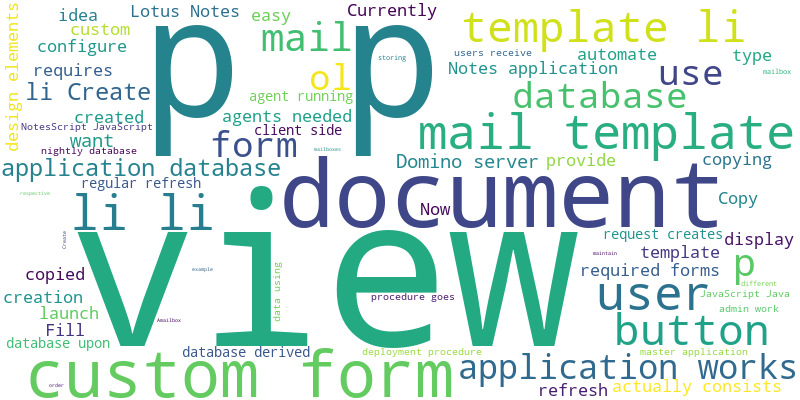 idea Lotus Notes easy Currently
custom
template li
configure
mail
design elements
p p
storing
users receive
automate type
requires
ol
Notes application
use
mailbox
li Create
agent running
database
created
agents needed
NotesScript JavaScript
client side
mail template
want
form
nightly database
mailboxes
application database
Domino server
provide
copying
regular refresh
document
respective
li li
Now
Copy
view
Create
request creates
display
template
copied
example
data using
required forms
p
maintain
different
creation
procedure goes
user
JavaScript Java
launch
Amailbox
admin work
Fill
button
database upon
database derived
deployment procedure
master application
custom form
application works
order
refresh
actually consists